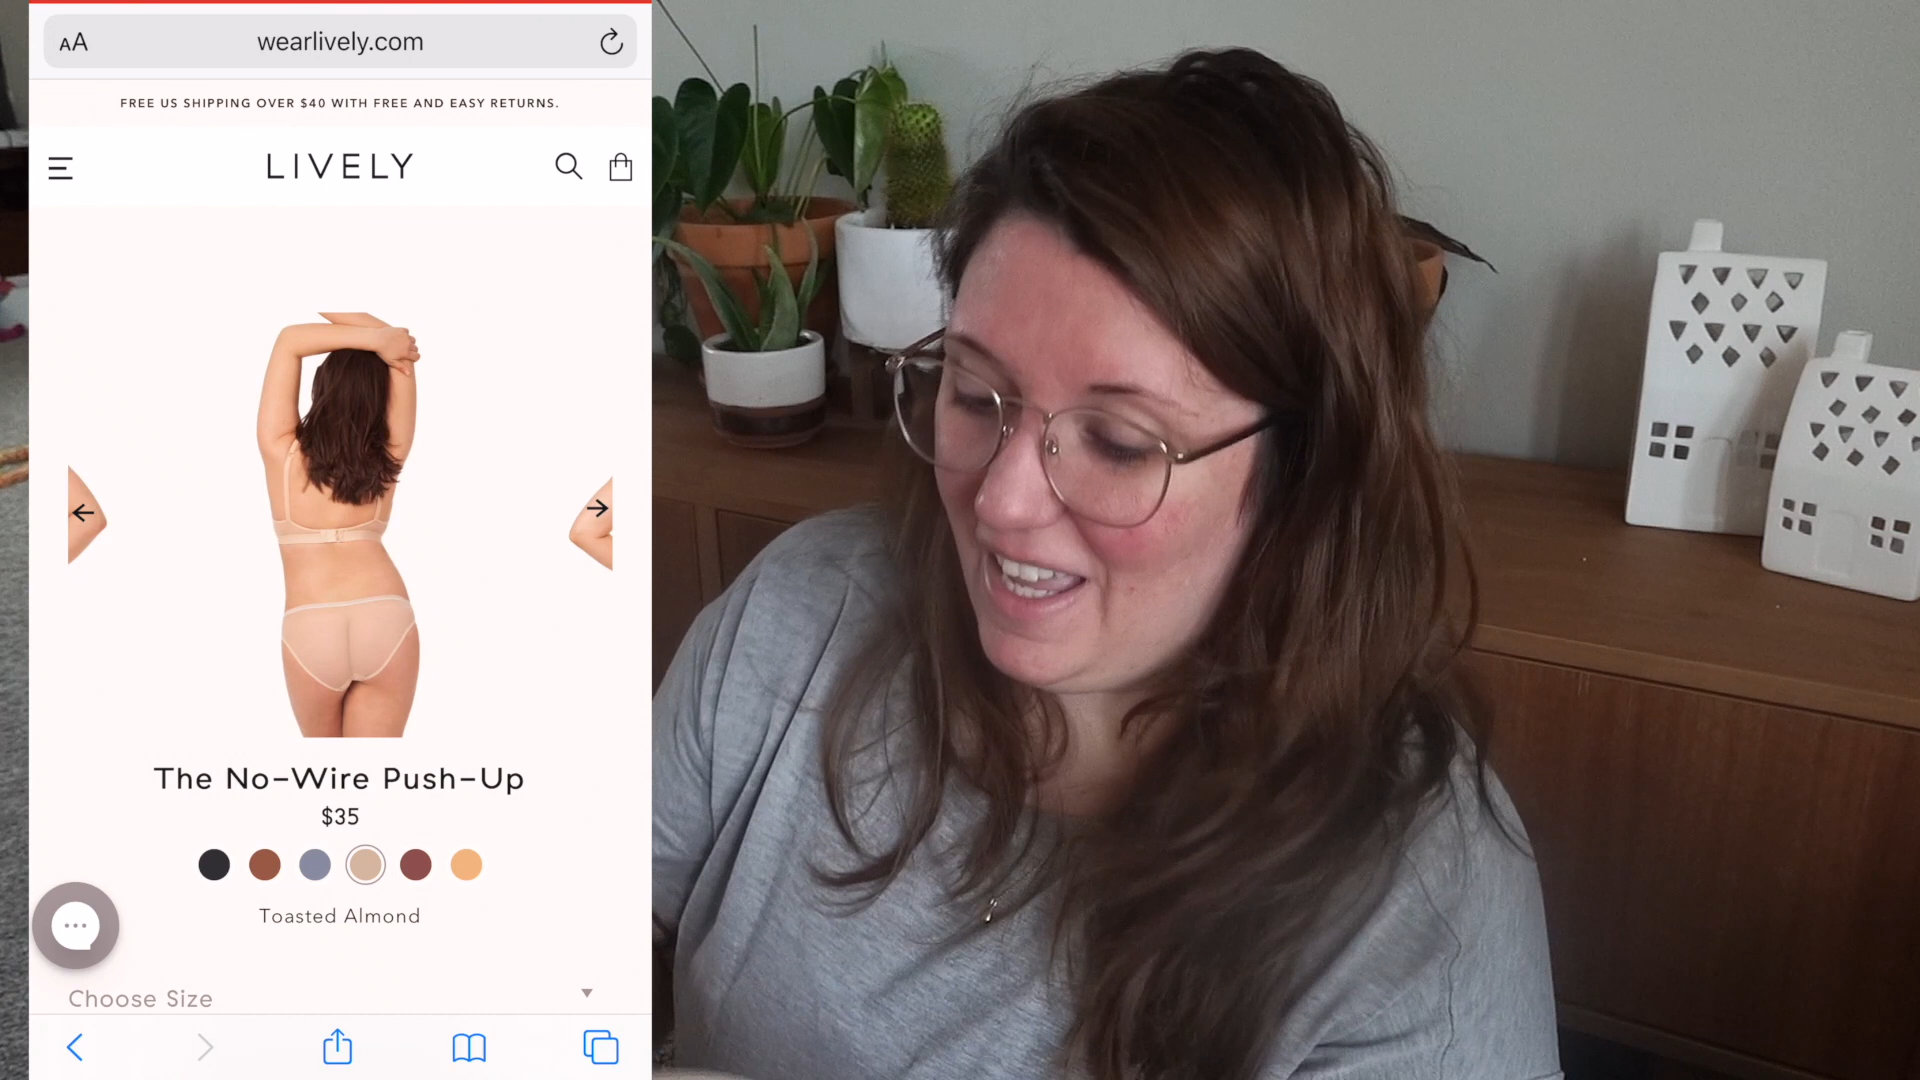 AA
wearlively.com
FREE US SHIPPING OVER $40 WITH FREE AND EASY RETURNS.
LIVELY
The No-Wire Push-Up
$35
Toasted Almond
Choose Size